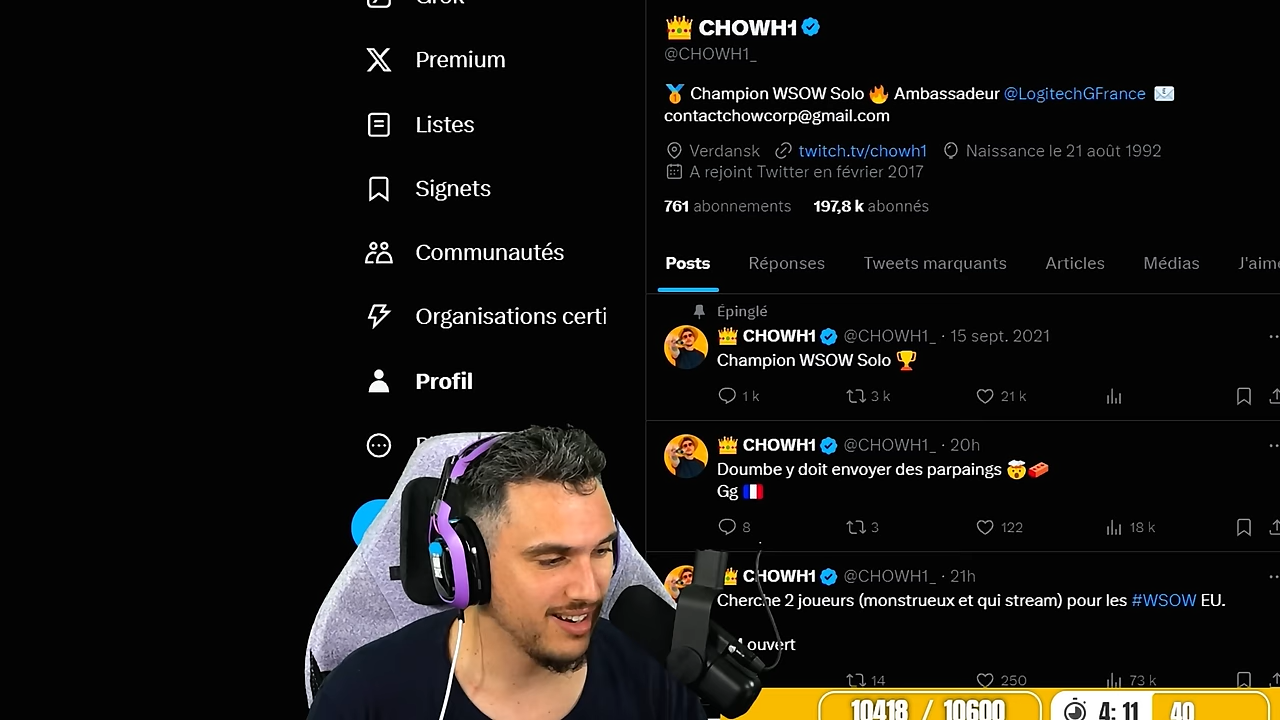 Grok
Premium
Listes
Signets
Communautés
Organisations certi
Profil
CHOWH1
@CHOWH1_
Champion WSOW Solo Ambassadeur @LogitechGFrance
contactchowcorp@gmail.com
Verdansk twitch.tv/chowh1 Naissance le 21 août 1992
A rejoint Twitter en février 2017
761 abonnements 197,8 k abonnés
Posts Réponses Tweets marquants Articles Médias J'aime
Épinglé
CHOWH1 @CHOWH1_ · 15 sept. 2021
Champion WSOW Solo 🏆
1 k 3 k 21 k
CHOWH1 @CHOWH1_ · 20h
Doumbe y doit envoyer des parpaings 🤯🧱
Gg 🇫🇷
8 3 122 18 k
CHOWH1 @CHOWH1_ · 21h
Cherche 2 joueurs (monstrueux et qui stream) pour les #WSOW EU.
ouvert
14 250 73 k
10418 / 10600 4:11 40